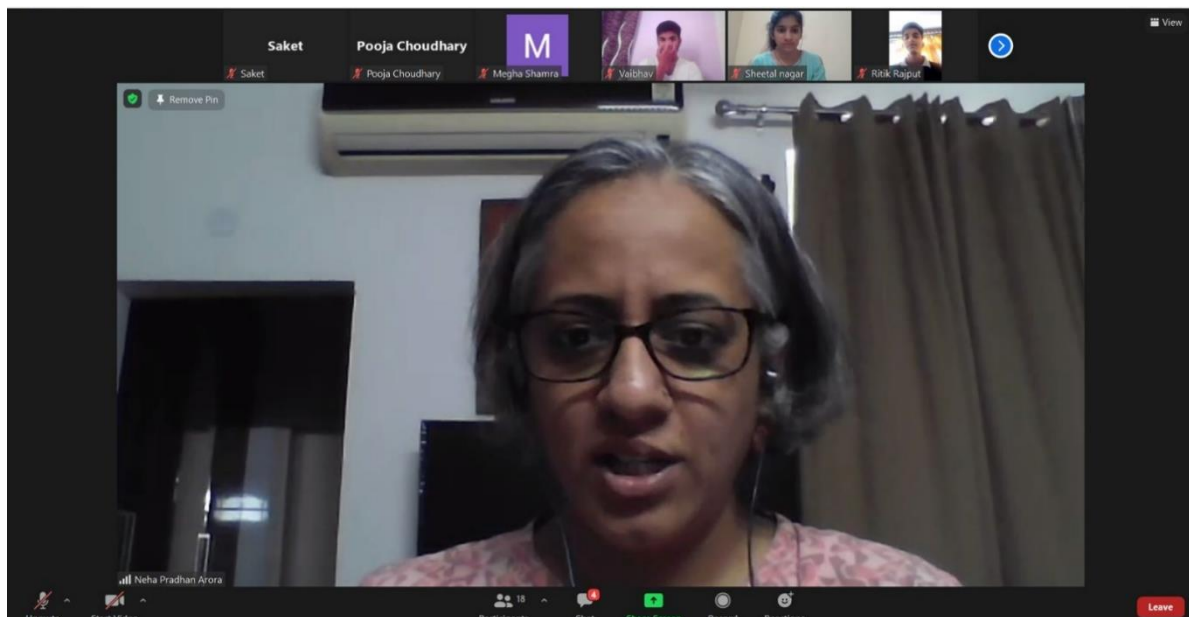 View
Saket
Pooja Choudhary
M
Saket
Pooja Choudhary
Megha Shamra
Vaibhav
Sheetal nagar
Ritik Rajput
Remove Pin
Neha Pradhan Arora
18
4
Leave